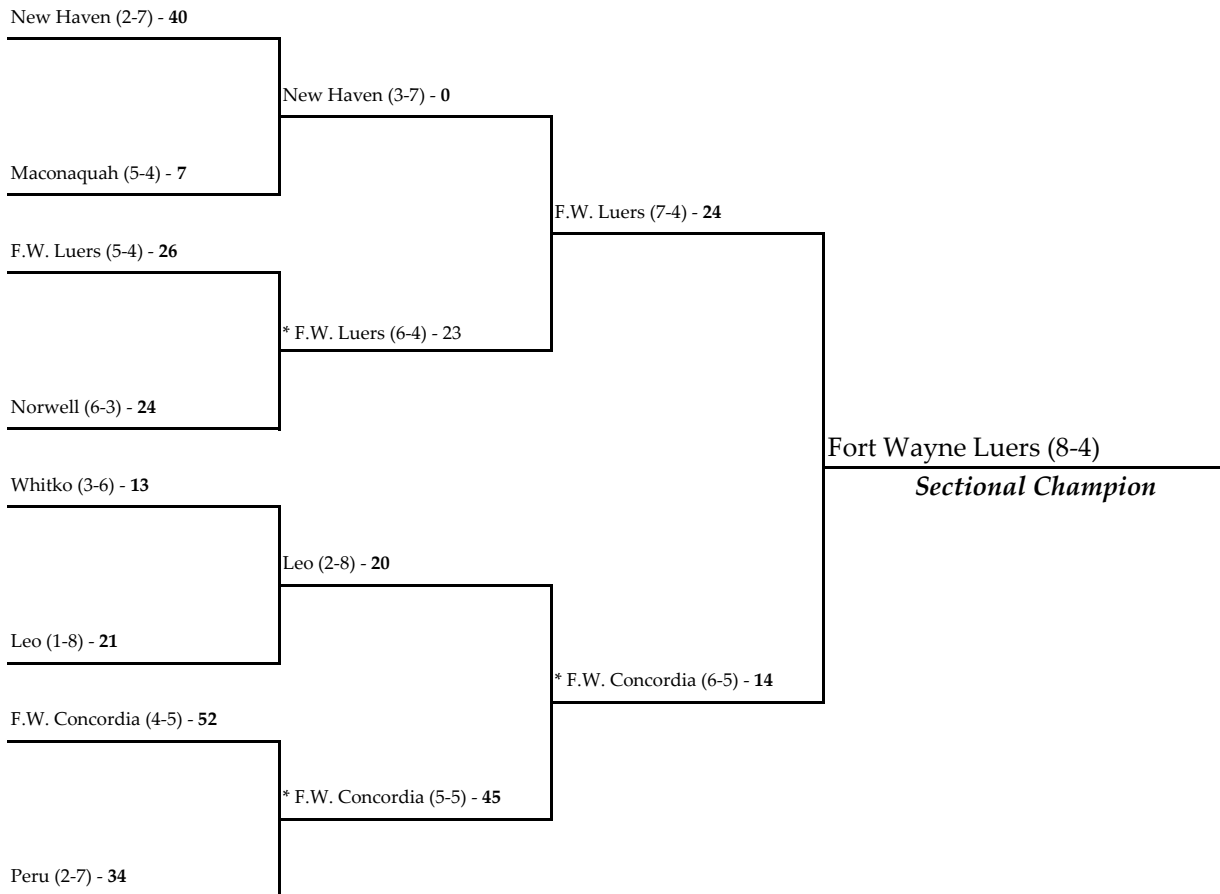 New Haven (2-7) - 40
New Haven (3-7) - 0
Maconaquah (5-4) - 7
F.W. Luers (7-4) - 24
F.W. Luers (5-4) - 26
* F.W. Luers (6-4) - 23
Norwell (6-3) - 24
Fort Wayne Luers (8-4)
Sectional Champion
Whitko (3-6) - 13
Leo (2-8) - 20
Leo (1-8) - 21
* F.W. Concordia (6-5) - 14
F.W. Concordia (4-5) - 52
* F.W. Concordia (5-5) - 45
Peru (2-7) - 34